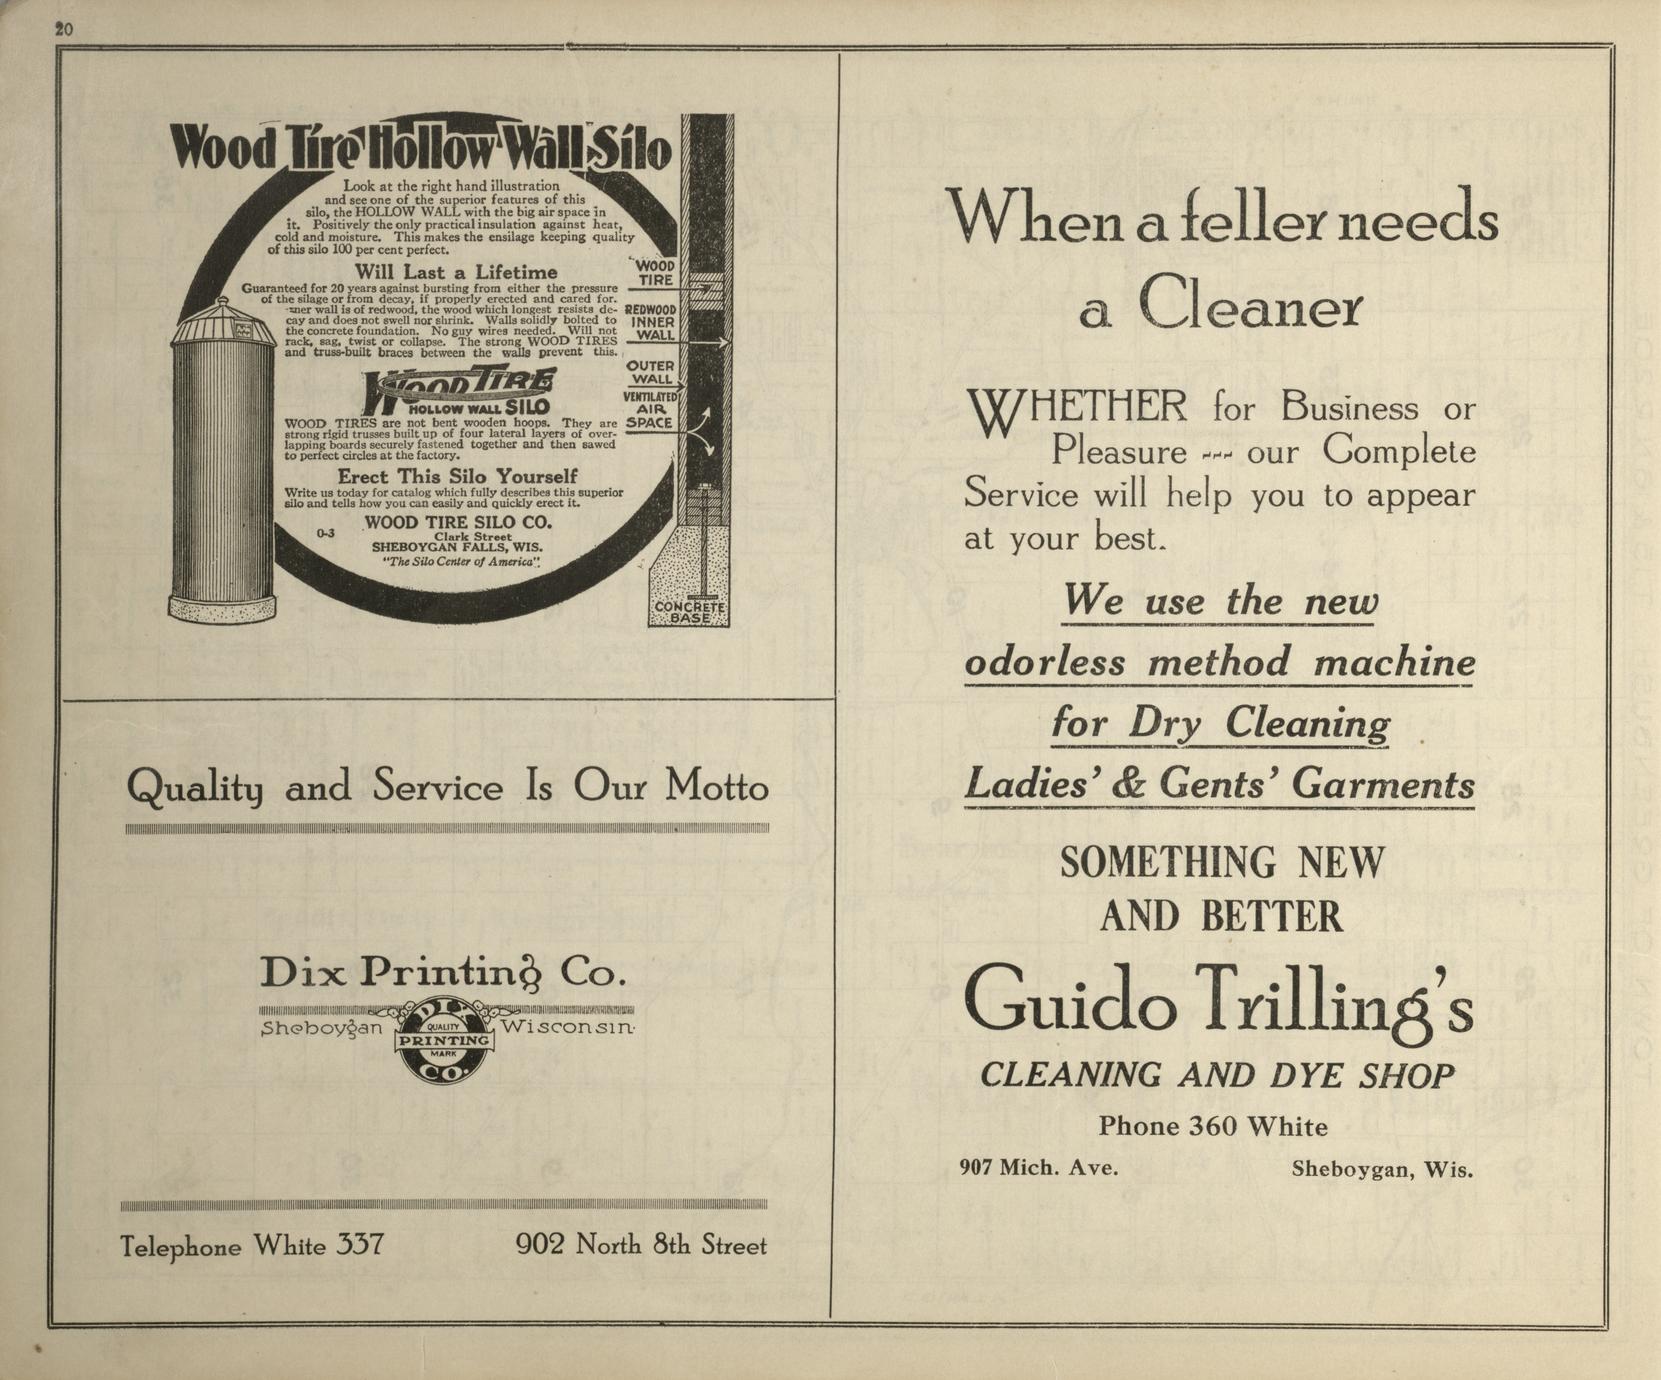 20
Wood Tire Hollow Wall Silo
Look at the right hand illustration
and see one of the superior features of this
silo, the HOLLOW WALL with the big air space in
it. Positively the only practical insulation against heat,
cold and moisture. This makes the ensilage keeping quality
of this silo 100 per cent perfect.
Will Last a Lifetime
Guaranteed for 20 years against bursting from either the pressure
of the silage or from decay, if properly erected and cared for.
wall is of redwood, the wood which longest resists de-
cay and does not swell nor shrink. Walls solidly bolted to
the concrete foundation. No guy wires needed. Will not
rack, sag, twist or collapse. The strong WOOD TIRES
and truss-built braces between the walls prevent this.
WOOD TIRE
HOLLOW WALL SILO
WOOD TIRES are not bent wooden hoops. They are
strong rigid trusses built up of four lateral layers of over-
lapping boards securely fastened together and then sawed
to perfect circles at the factory.
Erect This Silo Yourself
Write us today for catalog which fully describes this superior
silo and tells how you can easily and quickly erect it.
WOOD TIRE SILO CO.
0-3
Clark Street
SHEBOYGAN FALLS, WIS.
"The Silo Center of America".
WOOD
TIRE
REDWOOD
INNER
WALL
OUTER
WALL
VENTILATED
AIR
SPACE
CONCRETE
BASE
Quality and Service Is Our Motto
Dix Printing Co.
Sheboygan Wisconsin
DIX
QUALITY
PRINTING
MARK
CO.
Telephone White 337 902 North 8th Street
When a feller needs
a Cleaner
WHETHER for Business or
Pleasure --- our Complete
Service will help you to appear
at your best.
We use the new
odorless method machine
for Dry Cleaning
Ladies' & Gents' Garments
SOMETHING NEW
AND BETTER
Guido Trilling's
CLEANING AND DYE SHOP
Phone 360 White
907 Mich. Ave. Sheboygan, Wis.